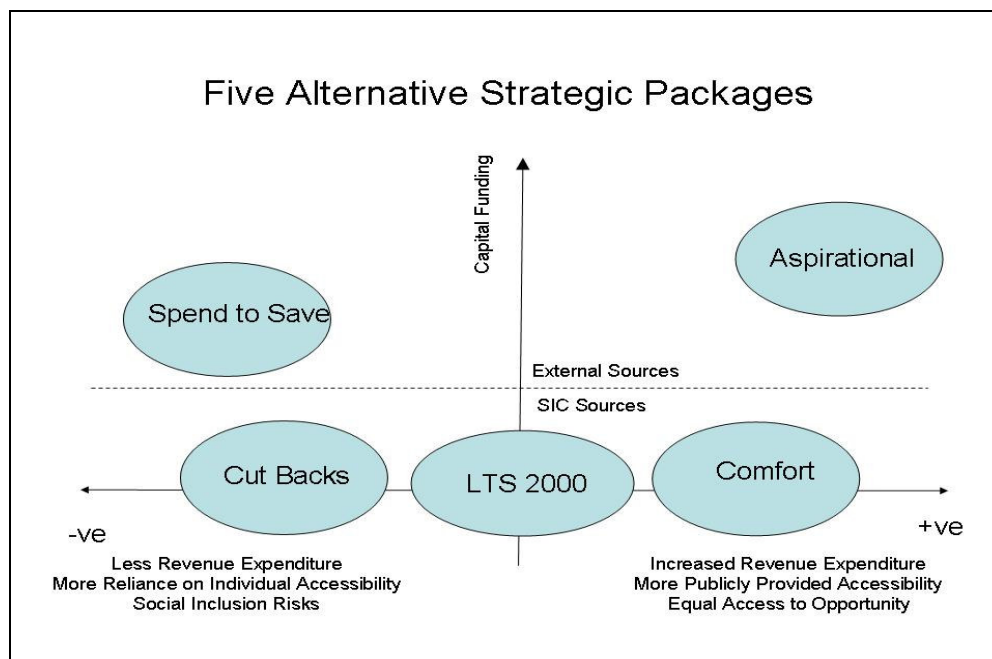 Five Alternative Strategic Packages
Capital Funding
Aspirational
Spend to Save
External Sources
SIC Sources
Cut Backs
LTS 2000
Comfort
-ve
+ve
Less Revenue Expenditure
More Reliance on Individual Accessibility
Social Inclusion Risks
Increased Revenue Expenditure
More Publicly Provided Accessibility
Equal Access to Opportunity